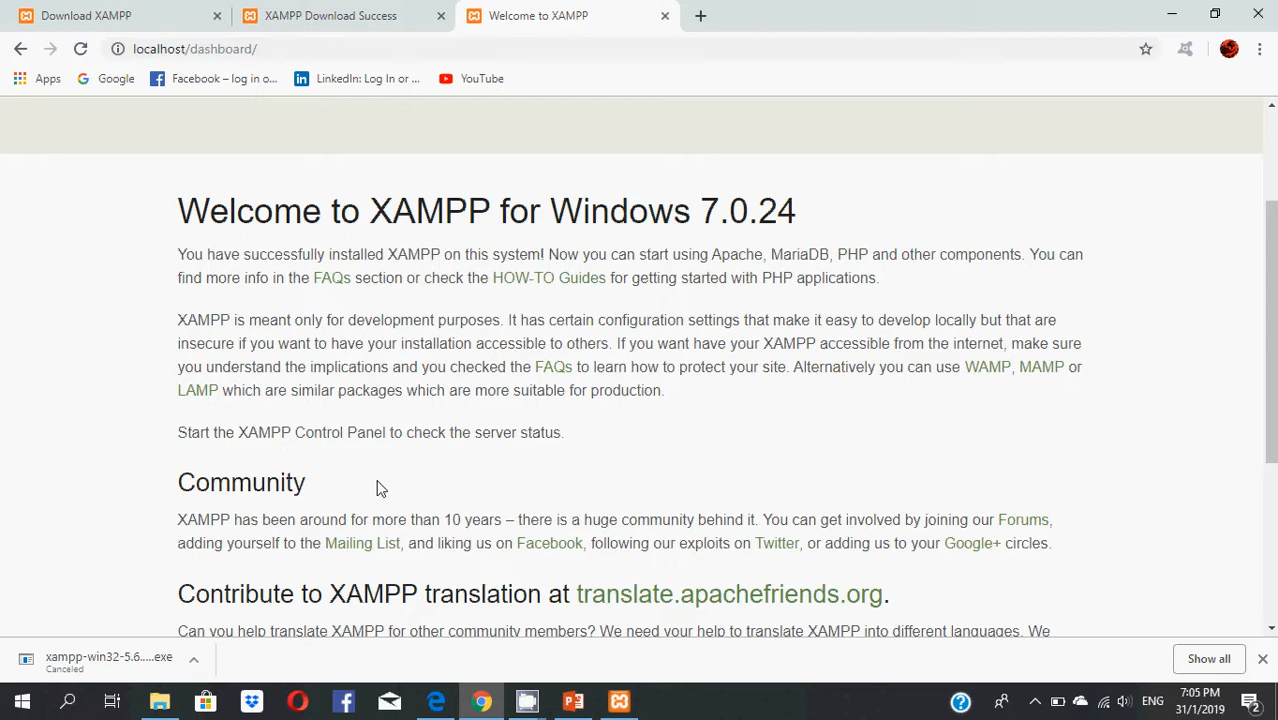 Download XAMPP
XAMPP Download Success
Welcome to XAMPP
localhost/dashboard/
Apps
Google
Facebook – log in o...
LinkedIn: Log In or ...
YouTube
Welcome to XAMPP for Windows 7.0.24
You have successfully installed XAMPP on this system! Now you can start using Apache, MariaDB, PHP and other components. You can
find more info in the FAQs section or check the HOW-TO Guides for getting started with PHP applications.
XAMPP is meant only for development purposes. It has certain configuration settings that make it easy to develop locally but that are
insecure if you want to have your installation accessible to others. If you want have your XAMPP accessible from the internet, make sure
you understand the implications and you checked the FAQs to learn how to protect your site. Alternatively you can use WAMP, MAMP or
LAMP which are similar packages which are more suitable for production.
Start the XAMPP Control Panel to check the server status.
Community
XAMPP has been around for more than 10 years – there is a huge community behind it. You can get involved by joining our Forums,
adding yourself to the Mailing List, and liking us on Facebook, following our exploits on Twitter, or adding us to your Google+ circles.
Contribute to XAMPP translation at translate.apachefriends.org.
Can you help translate XAMPP for other community members? We need your help to translate XAMPP into different languages. We
xampp-win32-5.6.....exe
Canceled
Show all
ENG
7:05 PM
31/1/2019
2